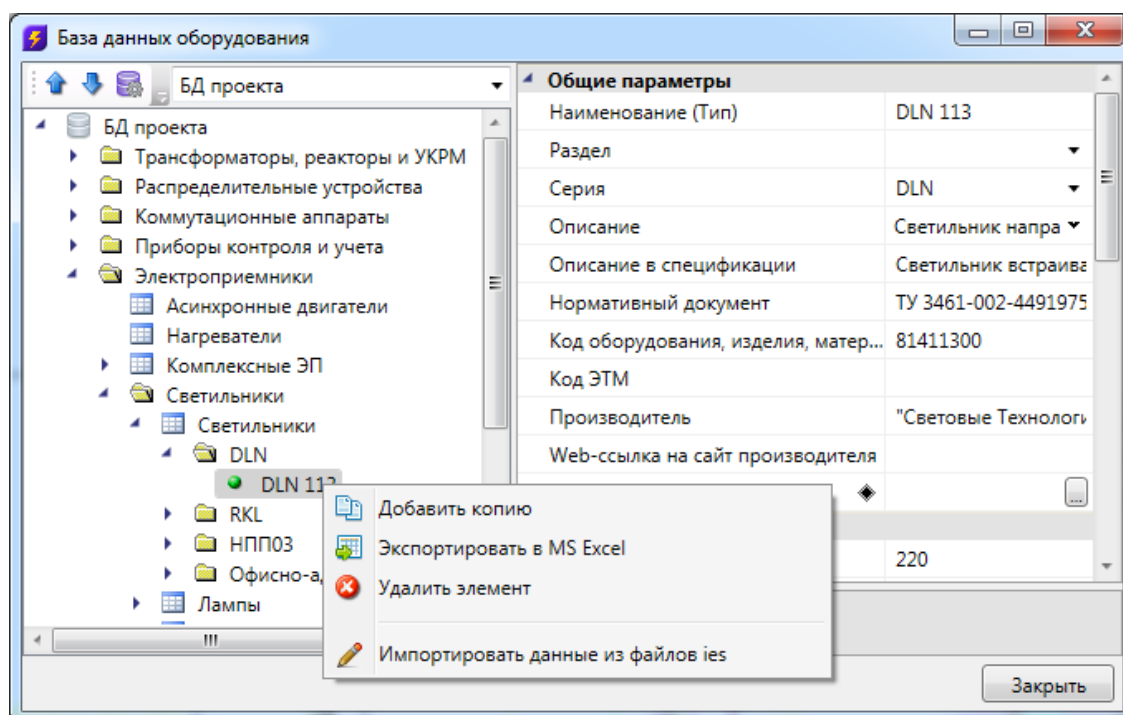 База данных оборудования
БД проекта
БД проекта
Трансформаторы, реакторы и УКРМ
Распределительные устройства
Коммутационные аппараты
Приборы контроля и учета
Электроприемники
Асинхронные двигатели
Нагреватели
Комплексные ЭП
Светильники
Светильники
DLN
DLN 113
RKL
НПП03
Офисно-а
Лампы
Общие параметры
Наименование (Тип) DLN 113
Раздел
Серия DLN
Описание Светильник напра
Описание в спецификации Светильник встраива
Нормативный документ ТУ 3461-002-4491975
Код оборудования, изделия, матер... 81411300
Код ЭТМ
Производитель "Световые Технологи
Web-ссылка на сайт производителя
...
220
Добавить копию
Экспортировать в MS Excel
Удалить элемент
Импортировать данные из файлов ies
Закрыть